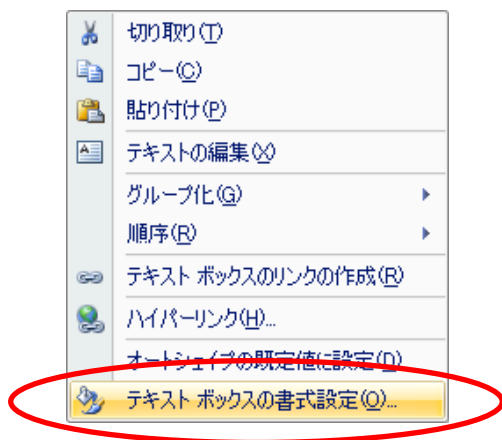 切り取り(T)
コピー(C)
貼り付け(P)
テキストの編集(X)
グループ化(G)
順序(R)
テキスト ボックスのリンクの作成(R)
ハイパーリンク(H)...
オートシェイプの既定値に設定(D)
テキスト ボックスの書式設定(O)...